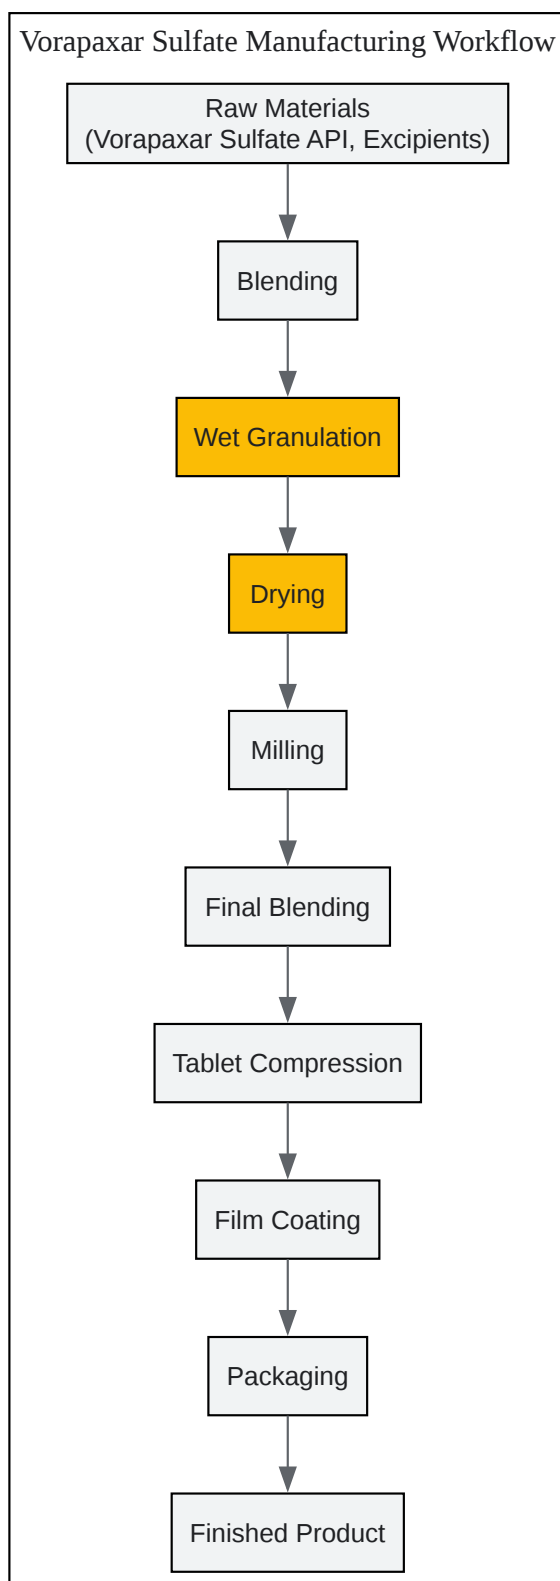 Vorapaxar Sulfate Manufacturing Workflow
Raw Materials
(Vorapaxar Sulfate API, Excipients)
Blending
Wet Granulation
Drying
Milling
Final Blending
Tablet Compression
Film Coating
Packaging
Finished Product